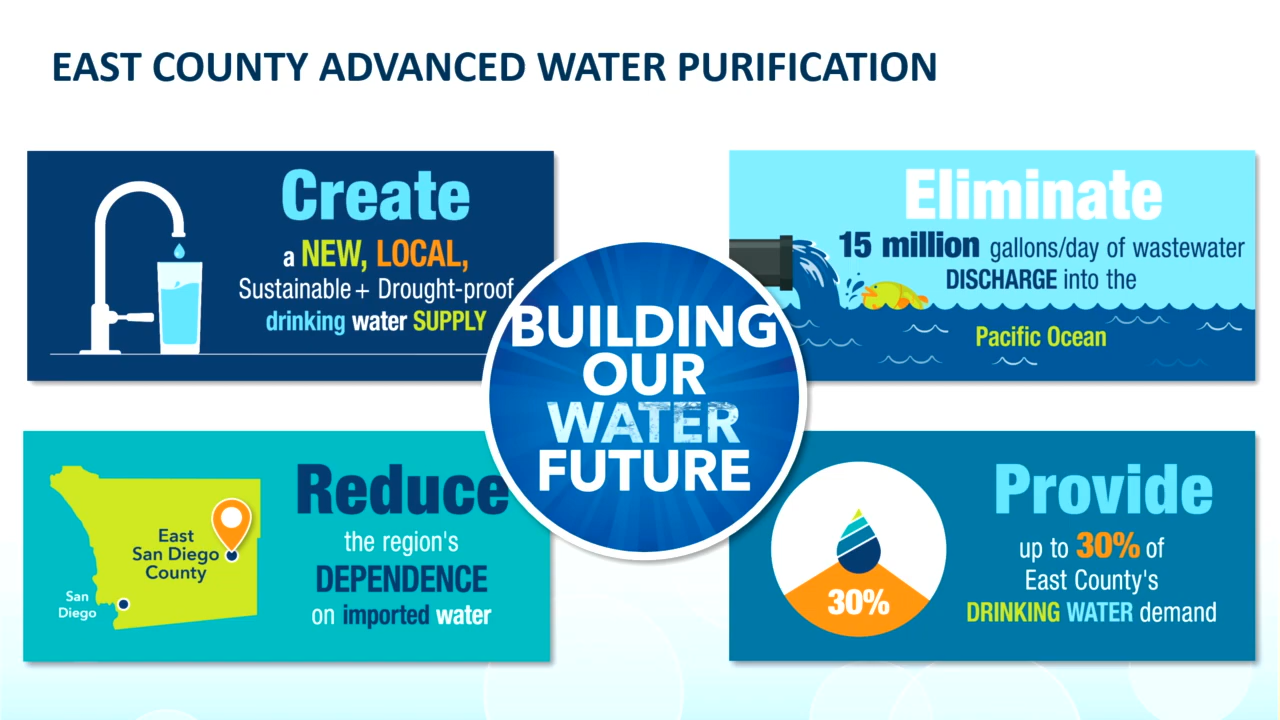 EAST COUNTY ADVANCED WATER PURIFICATION
Create
a NEW, LOCAL,
Sustainable + Drought-proof
drinking water SUPPLY
Eliminate
15 million gallons/day of wastewater
DISCHARGE into the
Pacific Ocean
BUILDING
OUR
WATER
FUTURE
Reduce
the region's
DEPENDENCE
on imported water
East
San Diego
County
San
Diego
Provide
up to 30% of
East County's
DRINKING WATER demand
30%